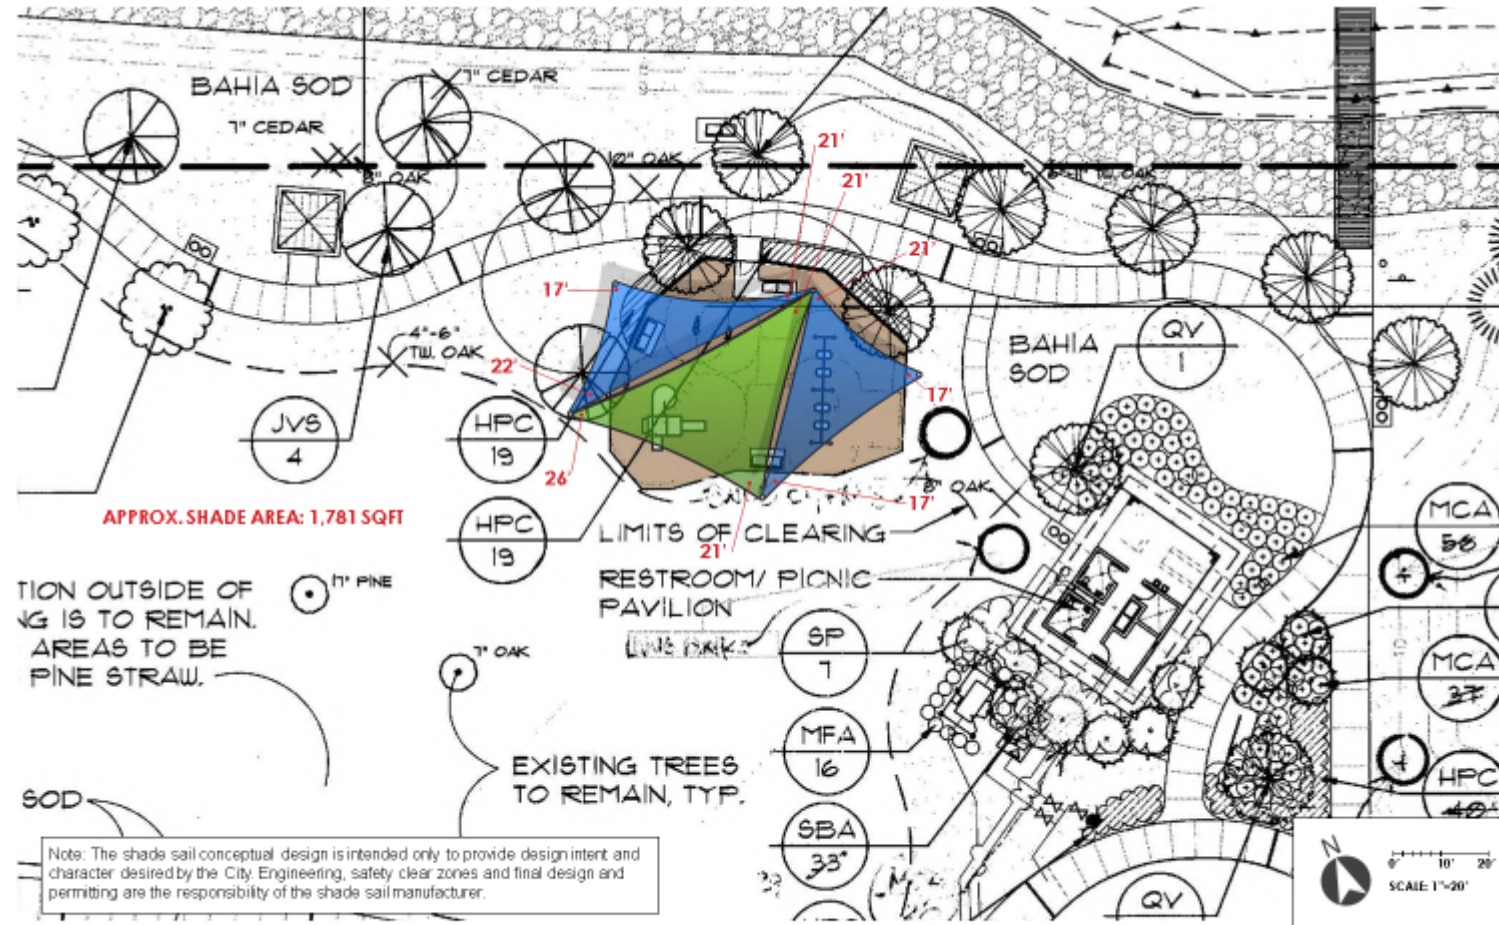 BAHIA SOD
7" CEDAR
7" CEDAR
8" OAK
10" OAK
21'
21'
21'
17'
4"-6"
TW. OAK
22'
26'
17'
17'
21'
JVS
4
HPC
19
HPC
19
BAHIA
SOD
QV
1
APPROX. SHADE AREA: 1,781 SQFT
8" OAK
LIMITS OF CLEARING
RESTROOM/ PICNIC
PAVILION
MCA
58
TION OUTSIDE OF
NG IS TO REMAIN.
AREAS TO BE
PINE STRAW.
11" PINE
7" OAK
SP
7
MCA
37
MFA
16
EXISTING TREES
TO REMAIN, TYP.
SOD
SBA
33"
HPC
40
QV
Note: The shade sail conceptual design is intended only to provide design intent and
character desired by the City. Engineering, safety clear zones and final design and
permitting are the responsibility of the shade sail manufacturer.
N
0' 10' 20'
SCALE: 1"=20'